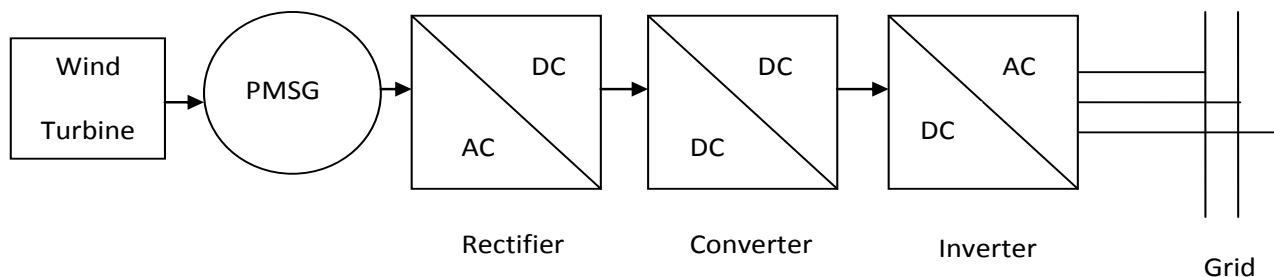 Wind
Turbine
PMSG
DC
AC
DC
DC
AC
DC
Rectifier
Converter
Inverter
Grid